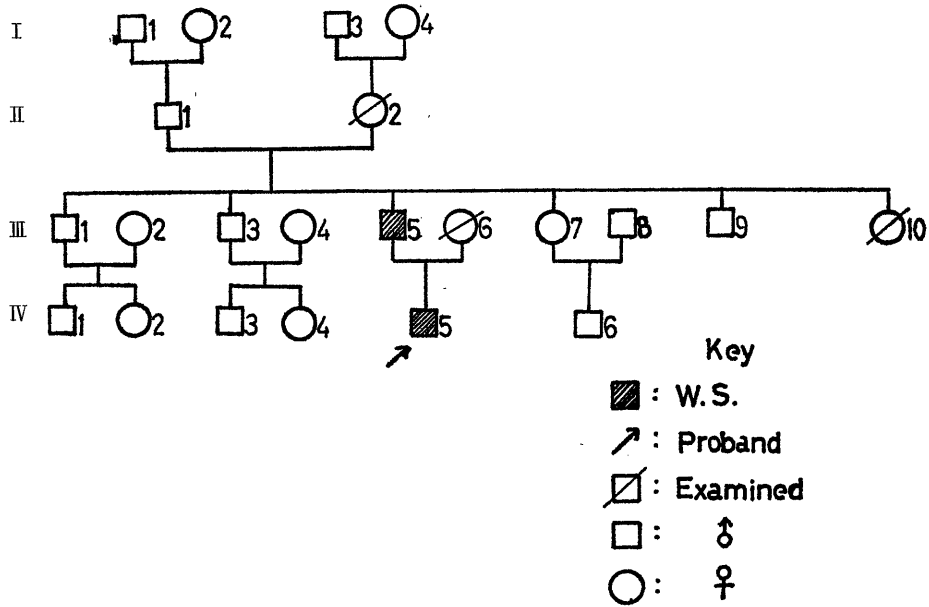 I 1 2 3 4
II 1 2
III 1 2 3 4 5 6 7 8 9 10
IV 1 2 3 4 5 6
Key
: W.S.
: Proband
: Examined
: ♂
: ♀